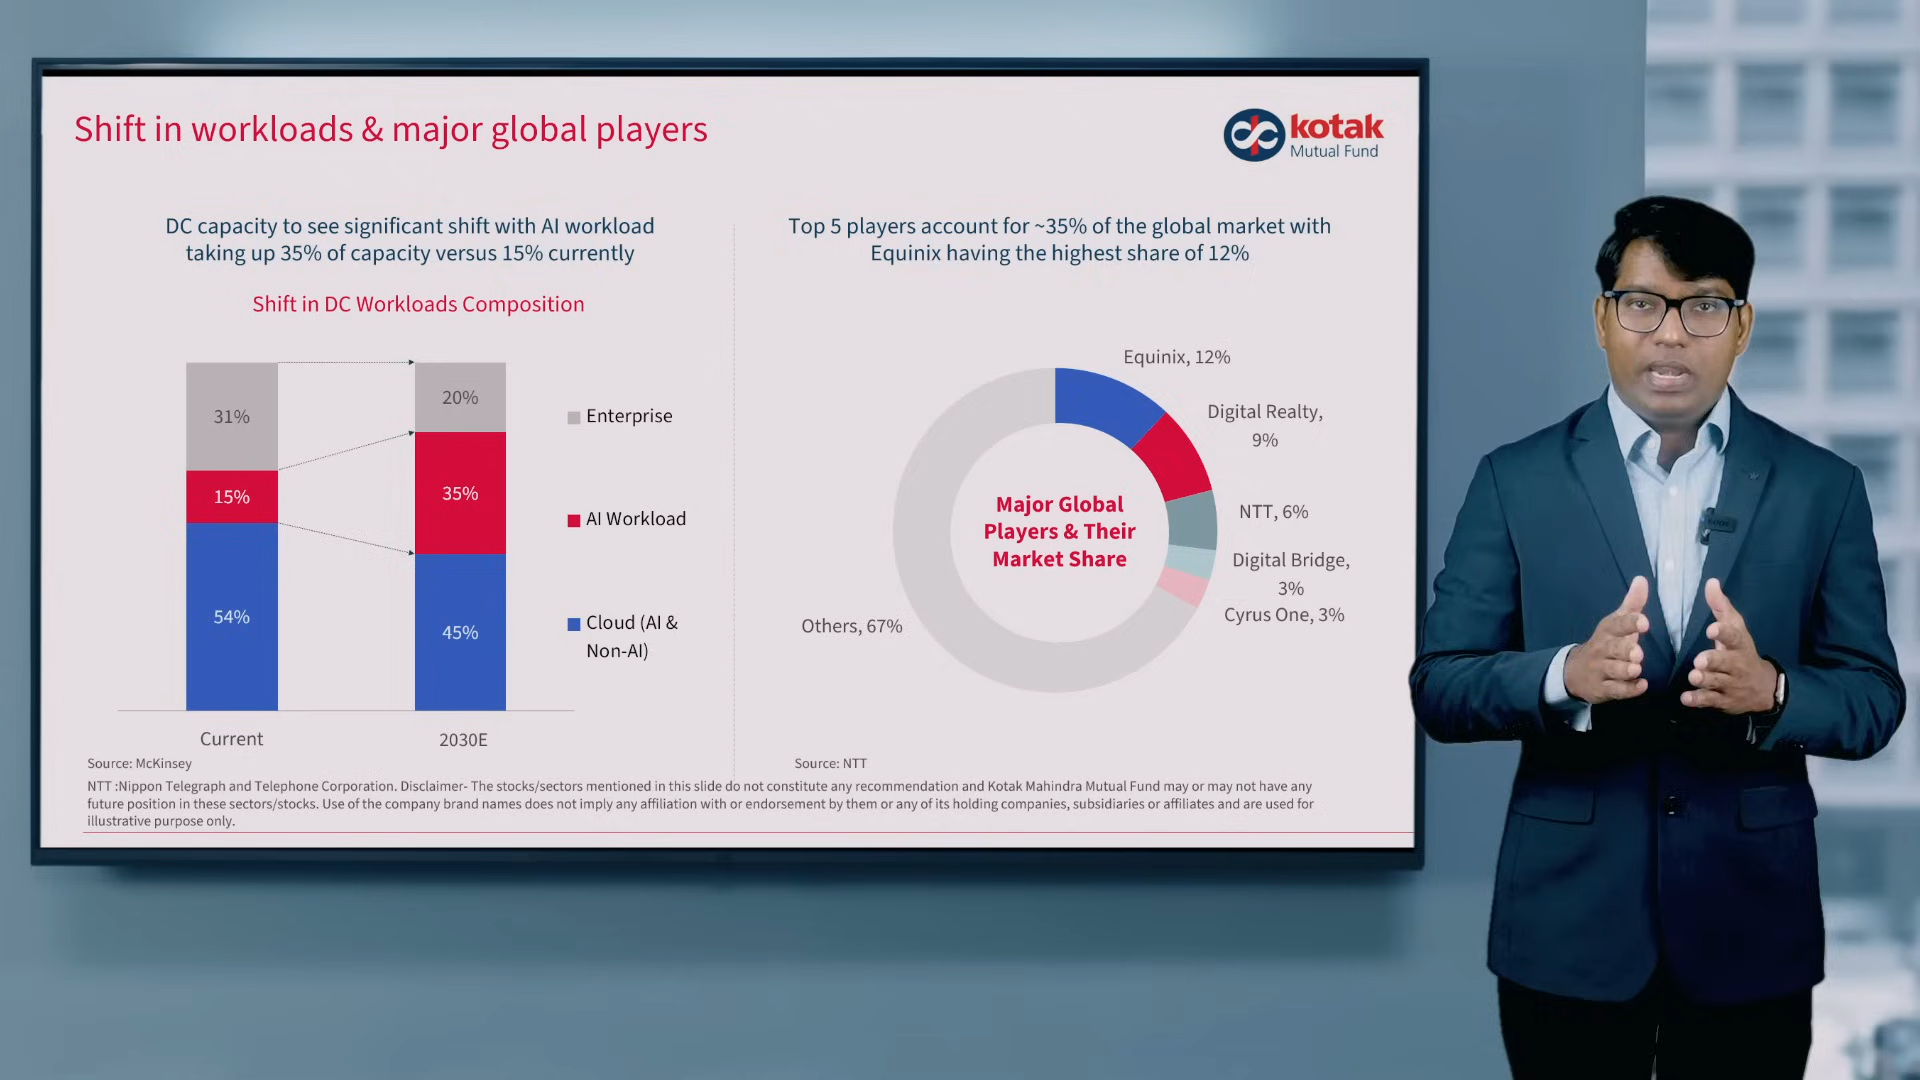 Shift in workloads & major global players
kotak
Mutual Fund
DC capacity to see significant shift with AI workload
taking up 35% of capacity versus 15% currently
Shift in DC Workloads Composition
31%
15%
54%
Current
20%
35%
45%
2030E
Enterprise
AI Workload
Cloud (AI &
Non-AI)
Source: McKinsey
Top 5 players account for ~35% of the global market with
Equinix having the highest share of 12%
Equinix, 12%
Digital Realty,
9%
NTT, 6%
Digital Bridge,
3%
Cyrus One, 3%
Others, 67%
Major Global
Players & Their
Market Share
Source: NTT
NTT :Nippon Telegraph and Telephone Corporation. Disclaimer- The stocks/sectors mentioned in this slide do not constitute any recommendation and Kotak Mahindra Mutual Fund may or may not have any
future position in these sectors/stocks. Use of the company brand names does not imply any affiliation with or endorsement by them or any of its holding companies, subsidiaries or affiliates and are used for
illustrative purpose only.